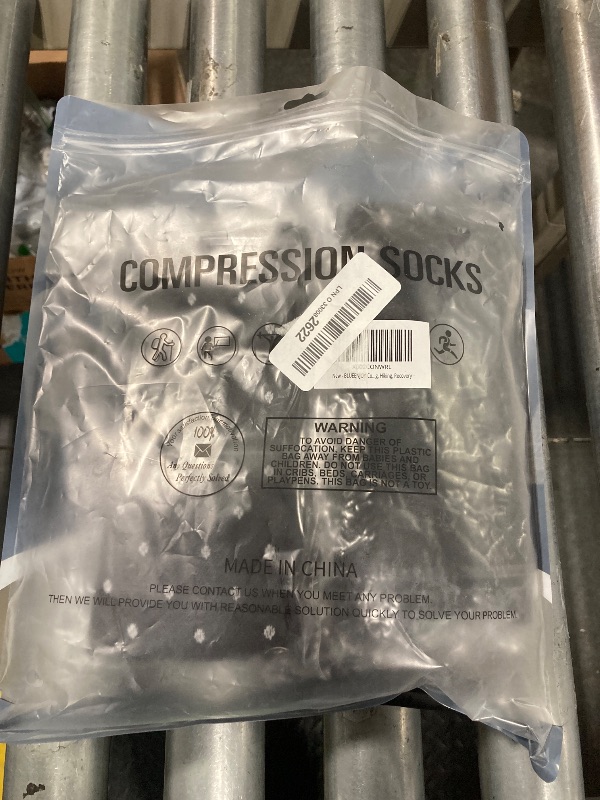 COMPRESSION SOCKS
2622
Hiking, Recovery
100%
Any Questions
Perfectly Solved
WARNING
TO AVOID DANGER OF
SUFFOCATION, KEEP THIS PLASTIC
BAG AWAY FROM BABIES AND
CHILDREN. DO NOT USE THIS BAG
IN CRIBS, BEDS, CARRIAGES, OR
PLAYPENS, THIS BAG IS NOT A TOY.
MADE IN CHINA
PLEASE CONTACT US WHEN YOU MEET ANY PROBLEM.
THEN WE WILL PROVIDE YOU WITH REASONABLE SOLUTION QUICKLY TO SOLVE YOUR PROBLEM.